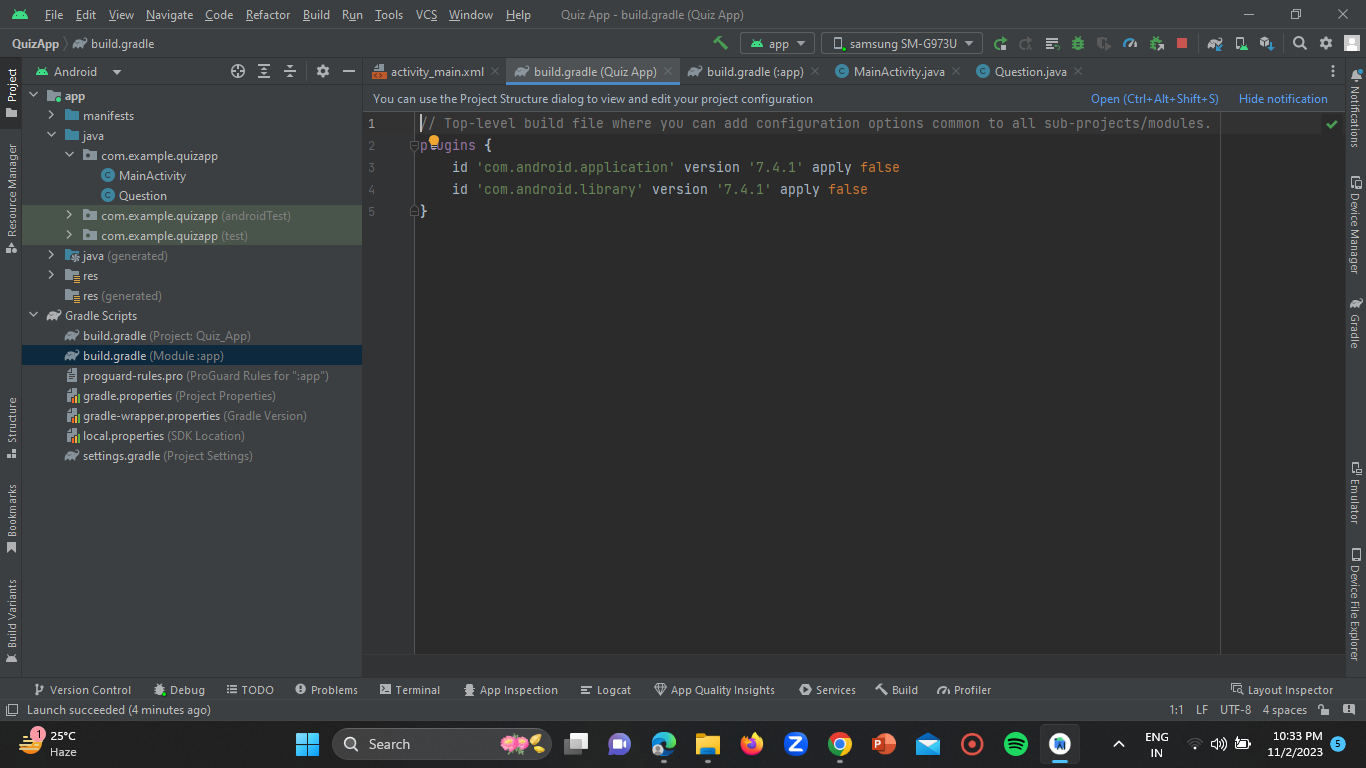 File Edit View Navigate Code Refactor Build Run Tools VCS Window Help Quiz App - build.gradle (Quiz App)
QuizApp build.gradle app samsung SM-G973U
Project
Resource Manager
Structure
Bookmarks
Build Variants
Android
app
manifests
java
com.example.quizapp
MainActivity
Question
com.example.quizapp (androidTest)
com.example.quizapp (test)
java (generated)
res
res (generated)
Gradle Scripts
build.gradle (Project: Quiz_App)
build.gradle (Module :app)
proguard-rules.pro (ProGuard Rules for ":app")
gradle.properties (Project Properties)
gradle-wrapper.properties (Gradle Version)
local.properties (SDK Location)
settings.gradle (Project Settings)
activity_main.xml build.gradle (Quiz App) build.gradle (:app) MainActivity.java Question.java
You can use the Project Structure dialog to view and edit your project configuration Open (Ctrl+Alt+Shift+S) Hide notification
1 // Top-level build file where you can add configuration options common to all sub-projects/modules.
2 plugins {
3 id 'com.android.application' version '7.4.1' apply false
4 id 'com.android.library' version '7.4.1' apply false
5 }
Notifications
Device Manager
Gradle
Emulator
Device File Explorer
Version Control Debug TODO Problems Terminal App Inspection Logcat App Quality Insights Services Build Profiler Layout Inspector
Launch succeeded (4 minutes ago) 1:1 LF UTF-8 4 spaces
1 25°C
Haze
Search
ENG
IN
10:33 PM
11/2/2023
5